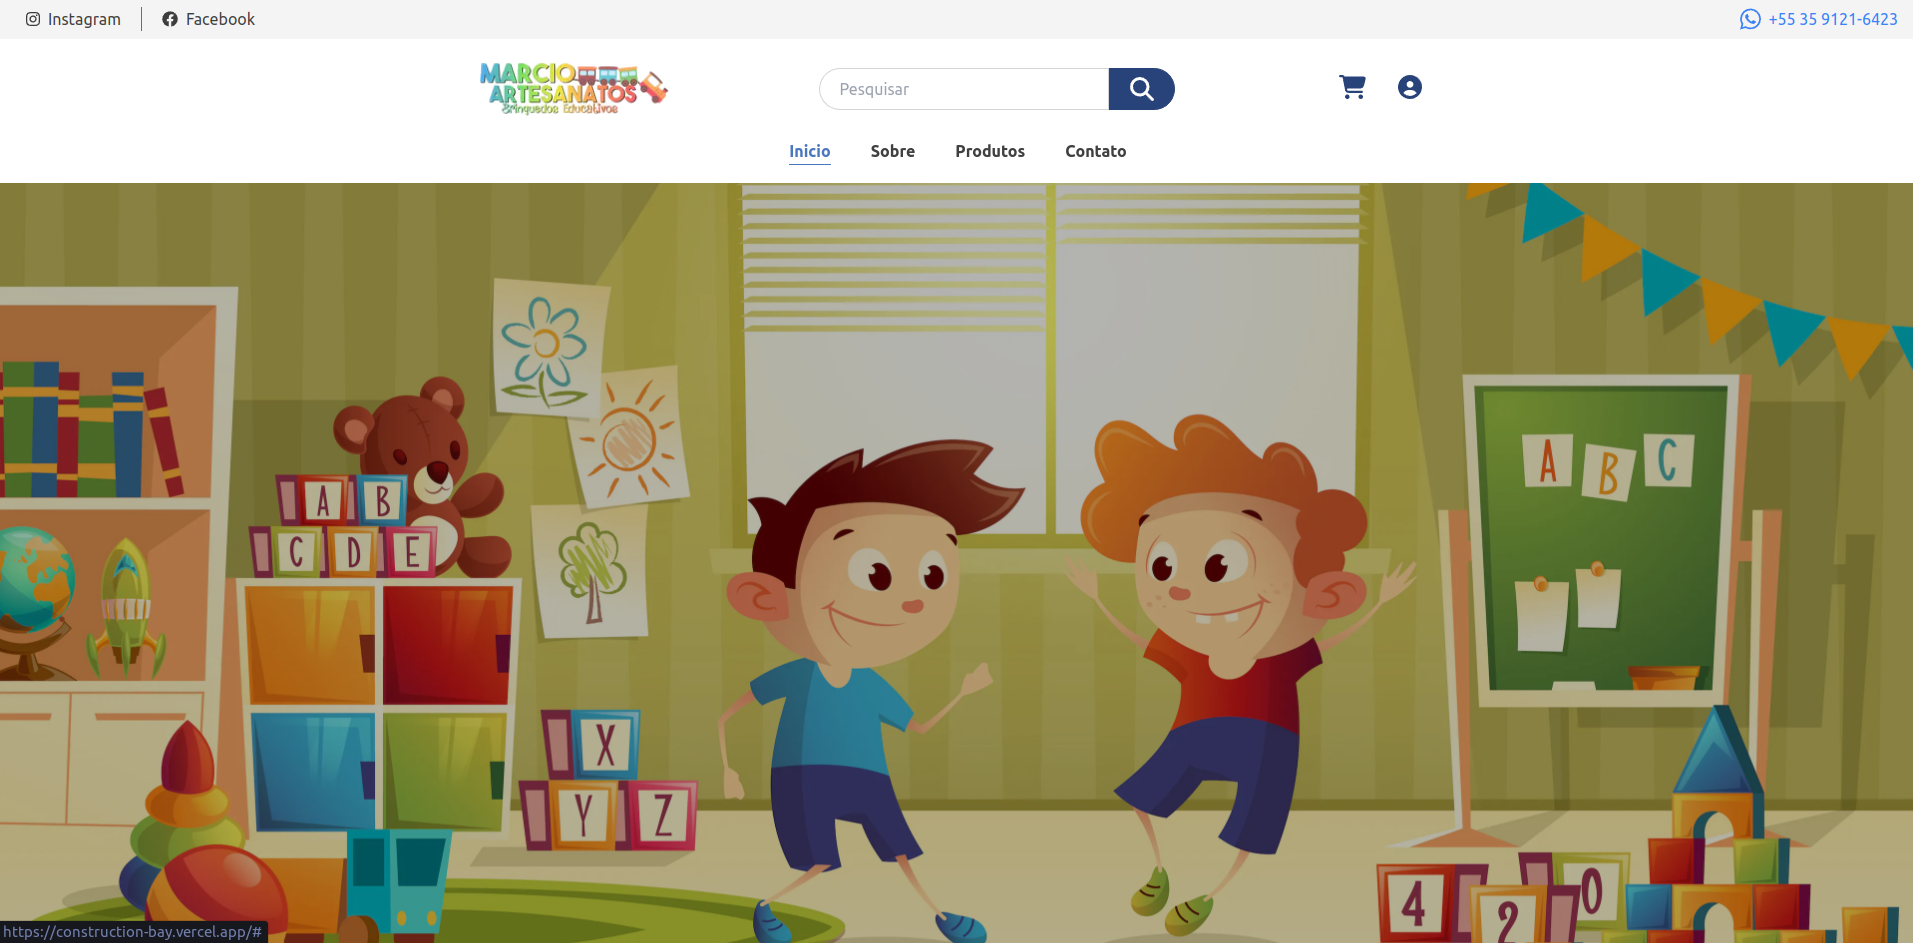 Instagram
Facebook
+55 35 9121-6423
MARCIO
ARTESANATOS
Brinquedos Educativos
Pesquisar
Inicio
Sobre
Produtos
Contato
A B C
A B
C D E
X
Y Z
4 2 0
https://construction-bay.vercel.app/#